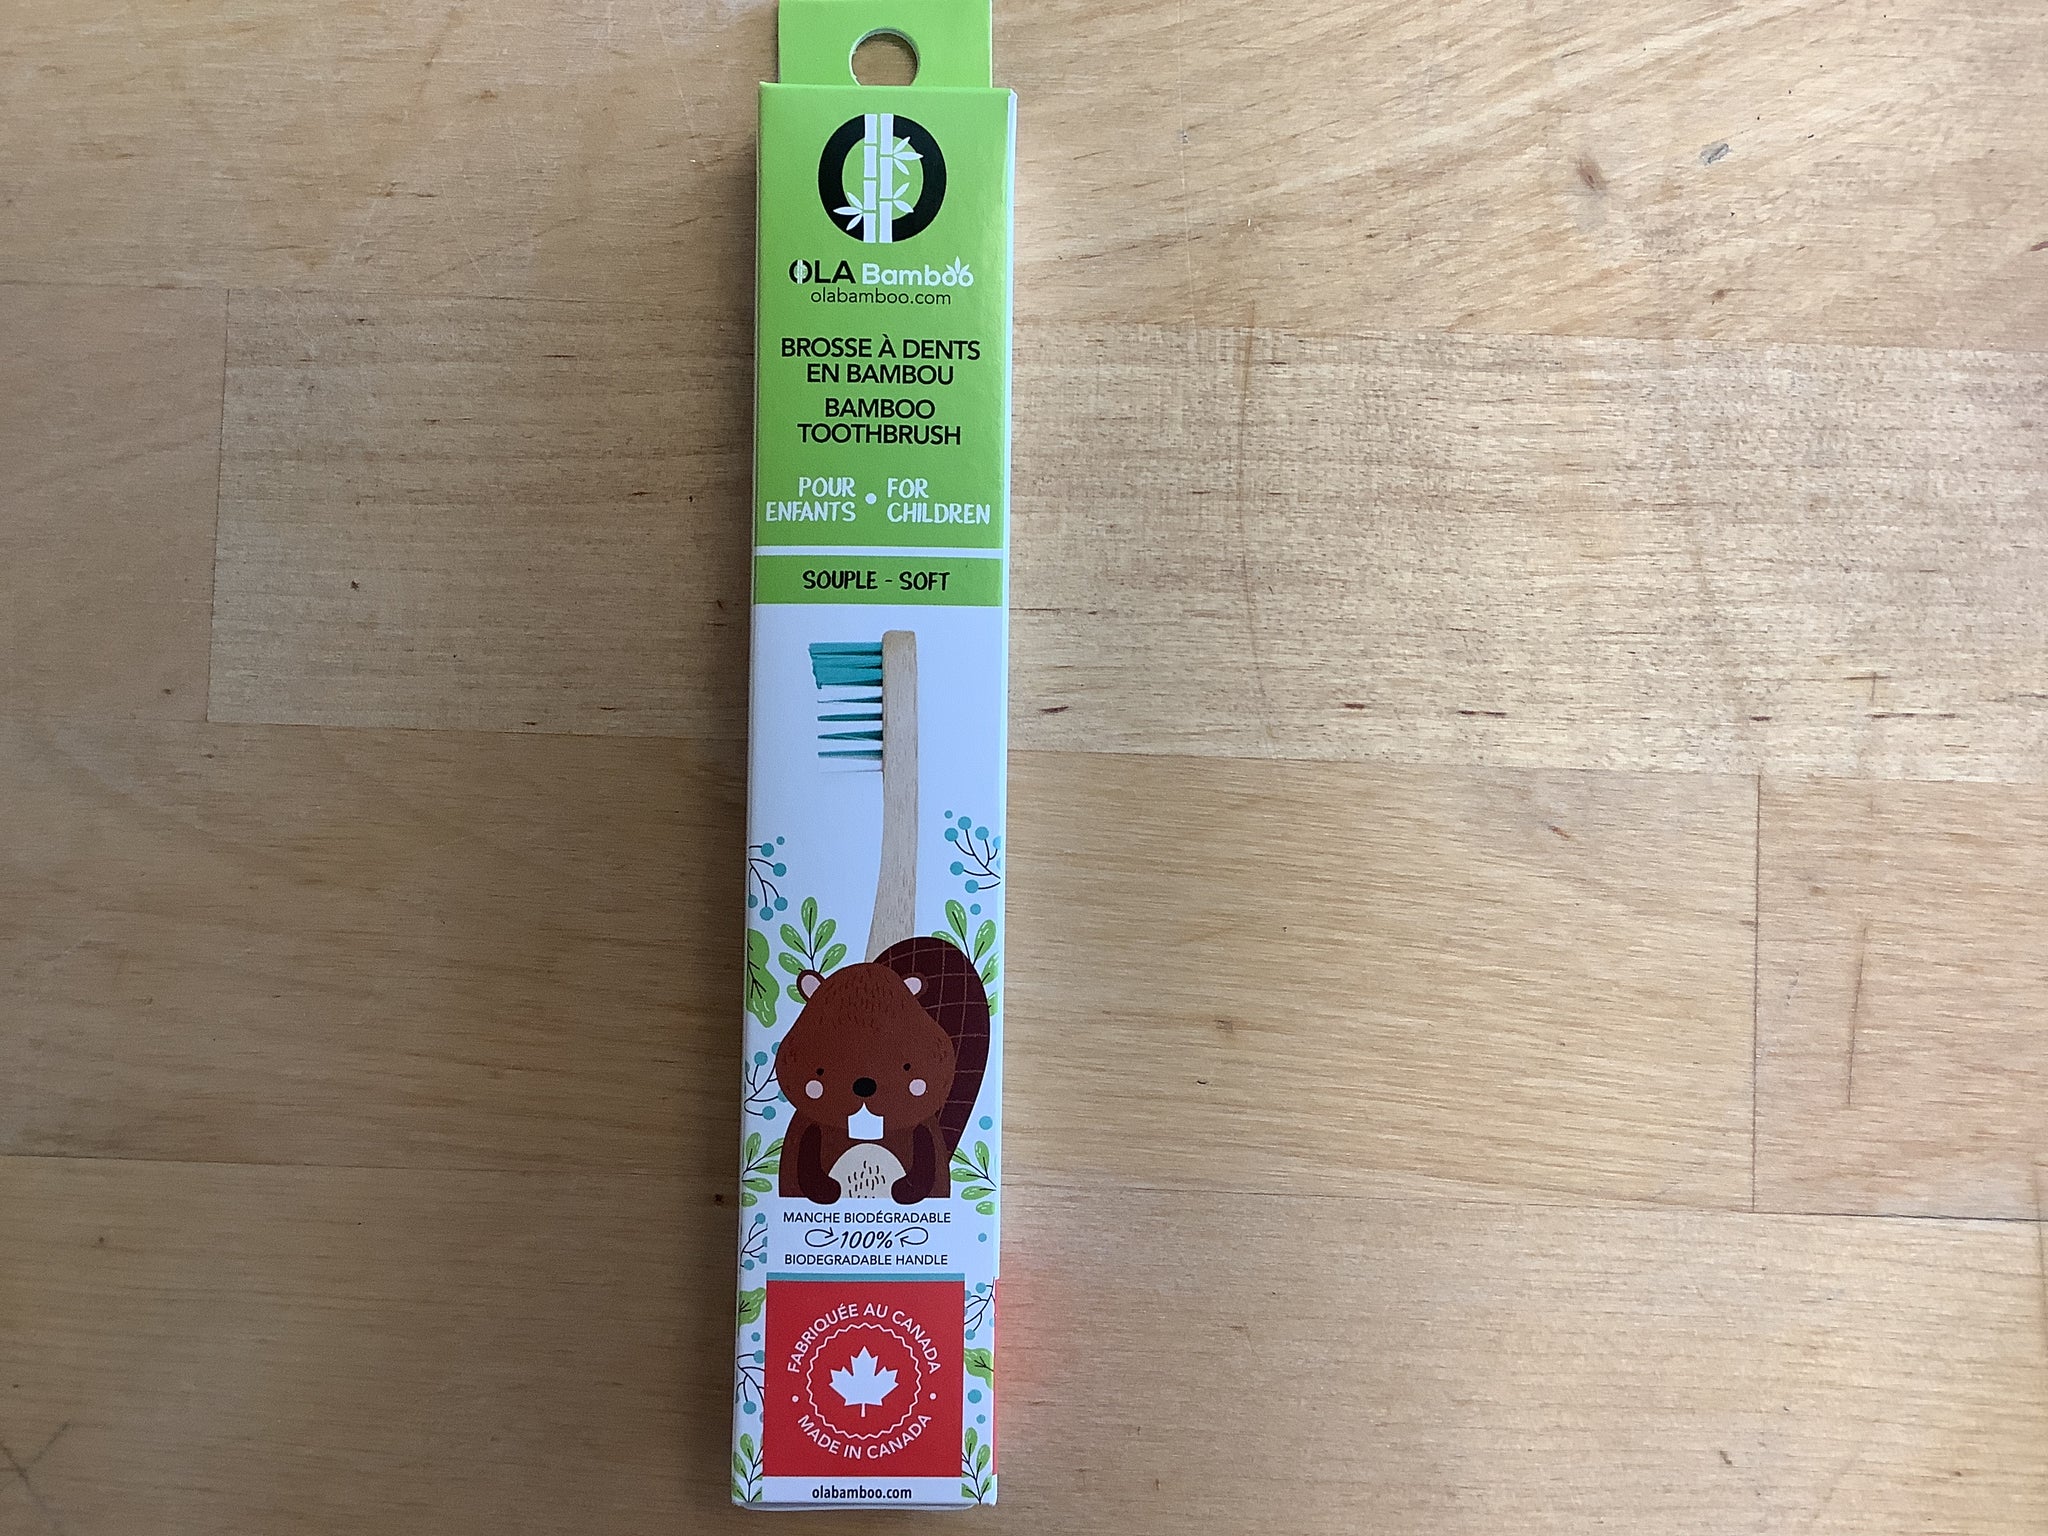 OLA Bamboo
olabamboo.com
BROSSE À DENTS
EN BAMBOU
BAMBOO
TOOTHBRUSH
POUR
ENFANTS
• FOR
CHILDREN
SOUPLE - SOFT
MANCHE BIODÉGRADABLE
100%
BIODEGRADABLE HANDLE
FABRIQUÉE AU CANADA
• MADE IN CANADA •
olabamboo.com